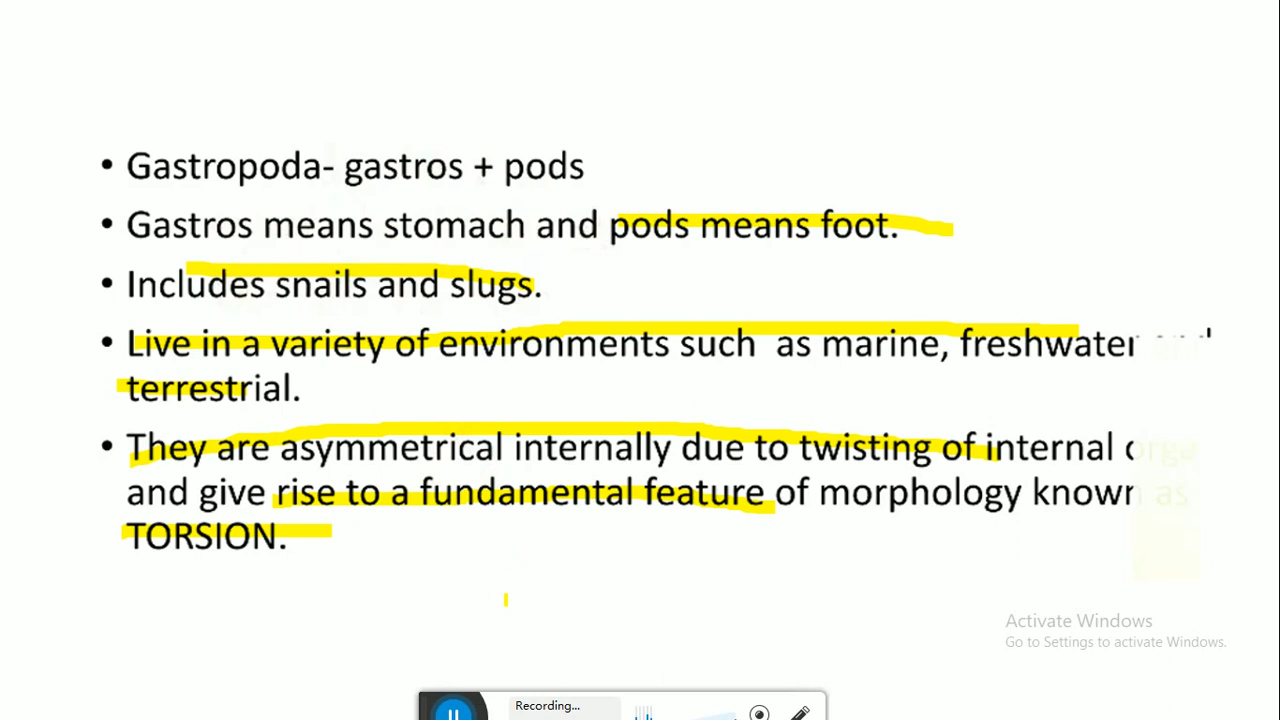 • Gastropoda- gastros + pods
• Gastros means stomach and pods means foot.
• Includes snails and slugs.
• Live in a variety of environments such as marine, freshwater
terrestrial.
• They are asymmetrical internally due to twisting of internal
and give rise to a fundamental feature of morphology known as
TORSION.
Activate Windows
Go to Settings to activate Windows.
Recording...